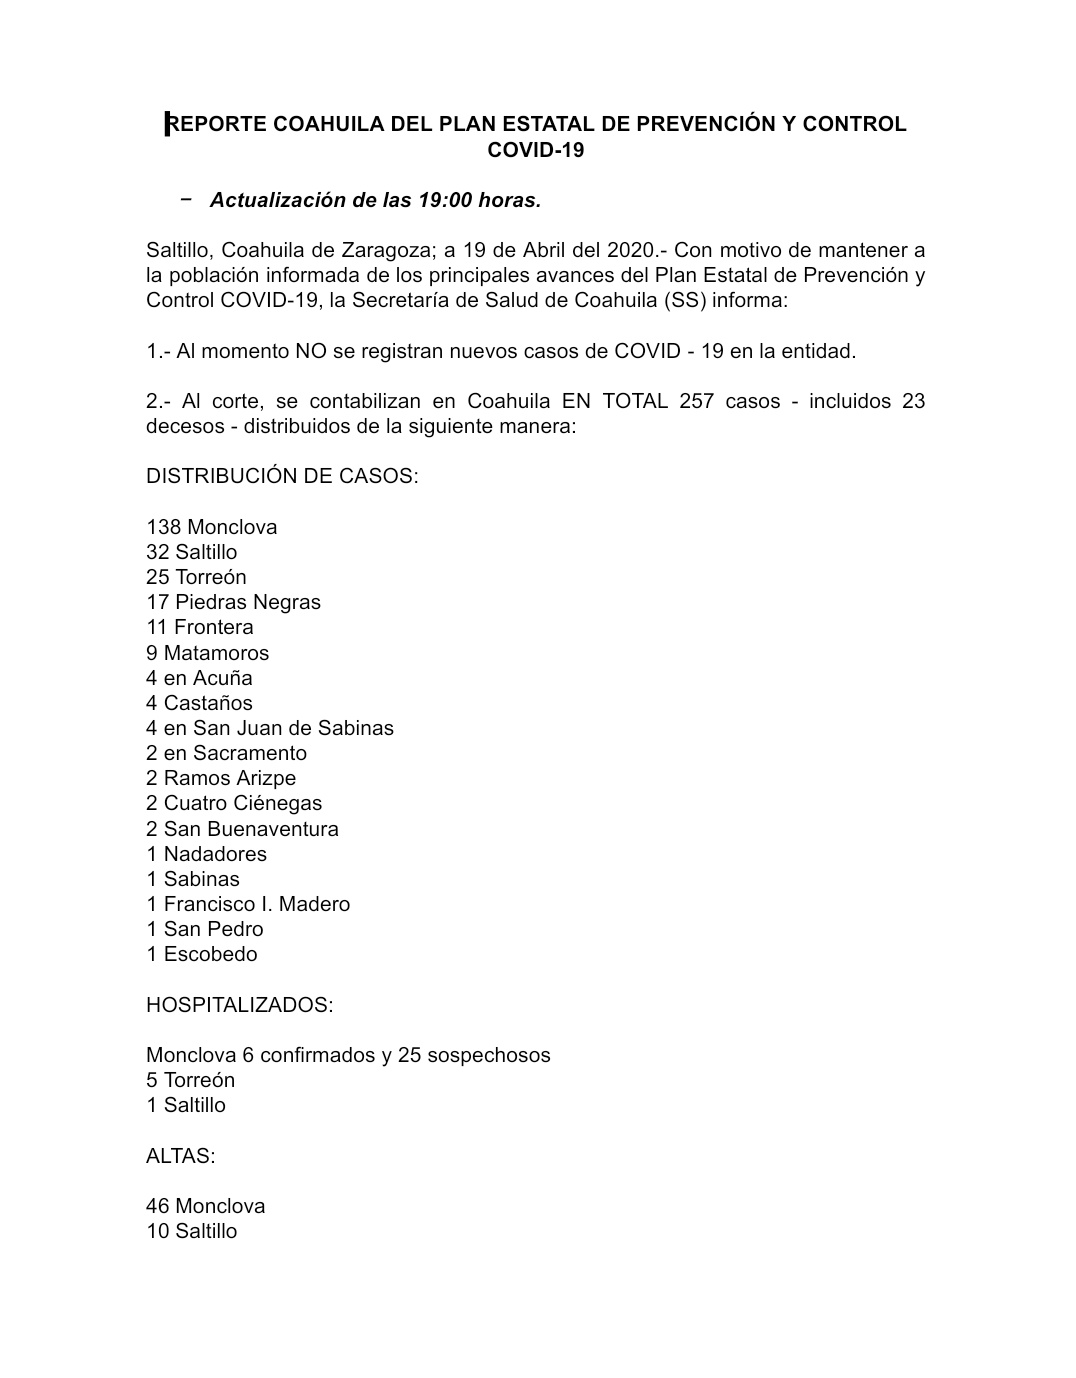 REPORTE COAHUILA DEL PLAN ESTATAL DE PREVENCIÓN Y CONTROL
COVID-19
– Actualización de las 19:00 horas.
Saltillo, Coahuila de Zaragoza; a 19 de Abril del 2020.- Con motivo de mantener a
la población informada de los principales avances del Plan Estatal de Prevención y
Control COVID-19, la Secretaría de Salud de Coahuila (SS) informa:
1.- Al momento NO se registran nuevos casos de COVID - 19 en la entidad.
2.- Al corte, se contabilizan en Coahuila EN TOTAL 257 casos - incluidos 23
decesos - distribuidos de la siguiente manera:
DISTRIBUCIÓN DE CASOS:
138 Monclova
32 Saltillo
25 Torreón
17 Piedras Negras
11 Frontera
9 Matamoros
4 en Acuña
4 Castaños
4 en San Juan de Sabinas
2 en Sacramento
2 Ramos Arizpe
2 Cuatro Ciénegas
2 San Buenaventura
1 Nadadores
1 Sabinas
1 Francisco I. Madero
1 San Pedro
1 Escobedo
HOSPITALIZADOS:
Monclova 6 confirmados y 25 sospechosos
5 Torreón
1 Saltillo
ALTAS:
46 Monclova
10 Saltillo